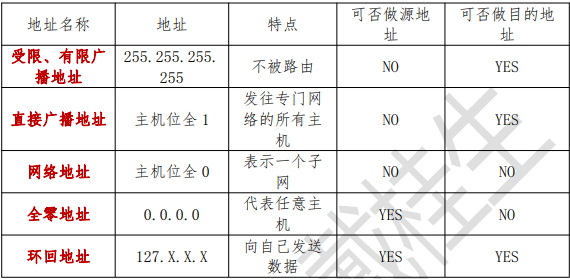 地址名称 地址 特点 可否做源地
址 可否做目的地
址
受限、有限广
播地址 255.255.255.
255 不被路由 NO YES
直接广播地址 主机位全 1 发往专门网
络的所有主
机 NO YES
网络地址 主机位全 0 表示一个子
网 NO NO
全零地址 0.0.0.0 代表任意主
机 YES NO
环回地址 127.X.X.X 向自己发送
数据 YES YES
戴桂生